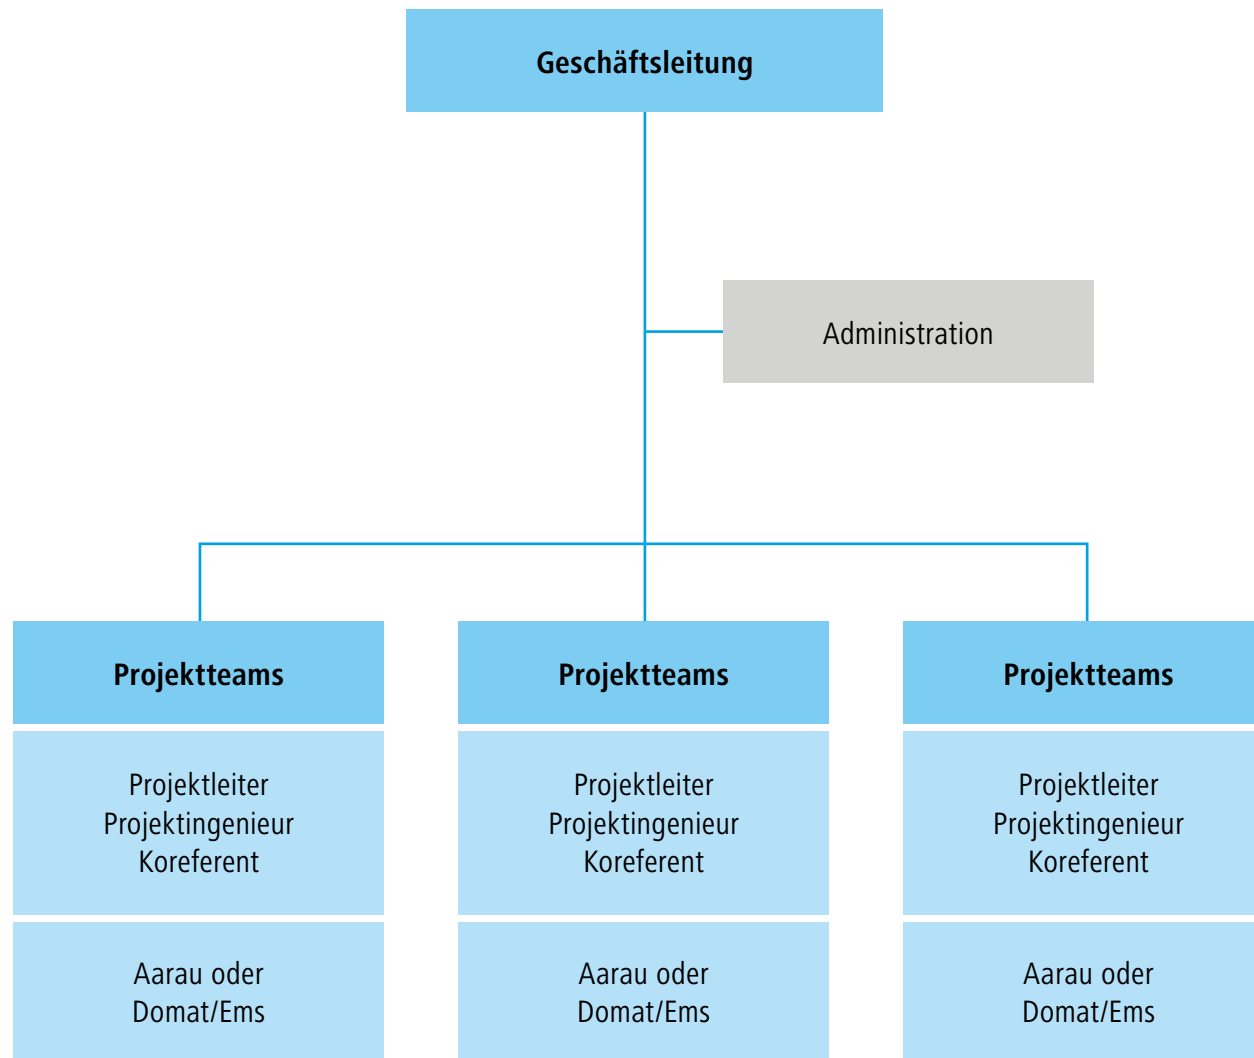 Geschäftsleitung
Administration
Projektteams
Projektleiter
Projektingenieur
Koreferent
Aarau oder
Domat/Ems
Projektteams
Projektleiter
Projektingenieur
Koreferent
Aarau oder
Domat/Ems
Projektteams
Projektleiter
Projektingenieur
Koreferent
Aarau oder
Domat/Ems